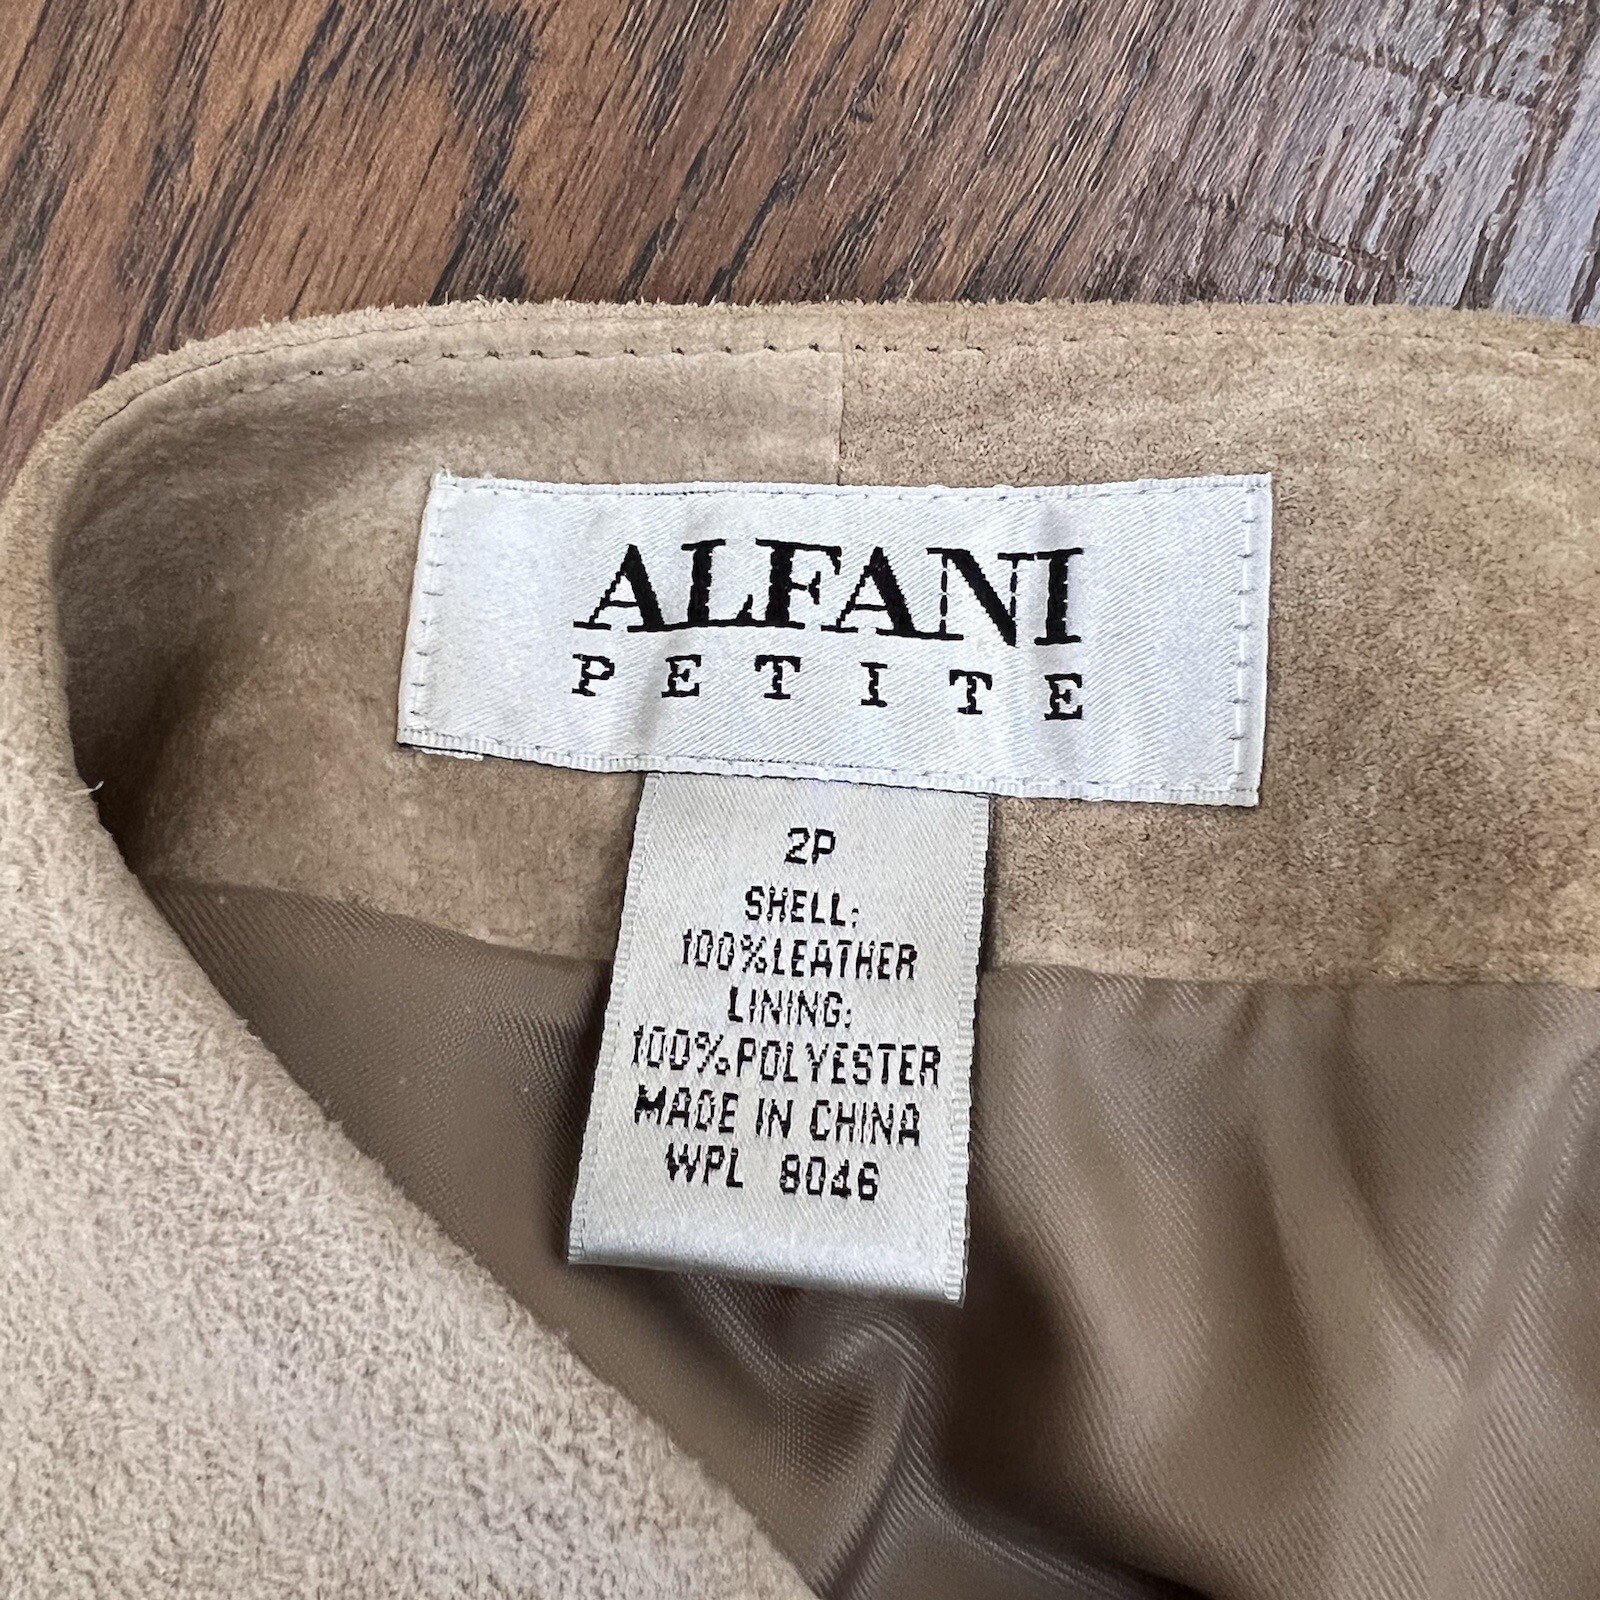 ALFANI
PETITE
2P
SHELL:
100%LEATHER
LINING:
100%POLYESTER
MADE IN CHINA
WPL 8046